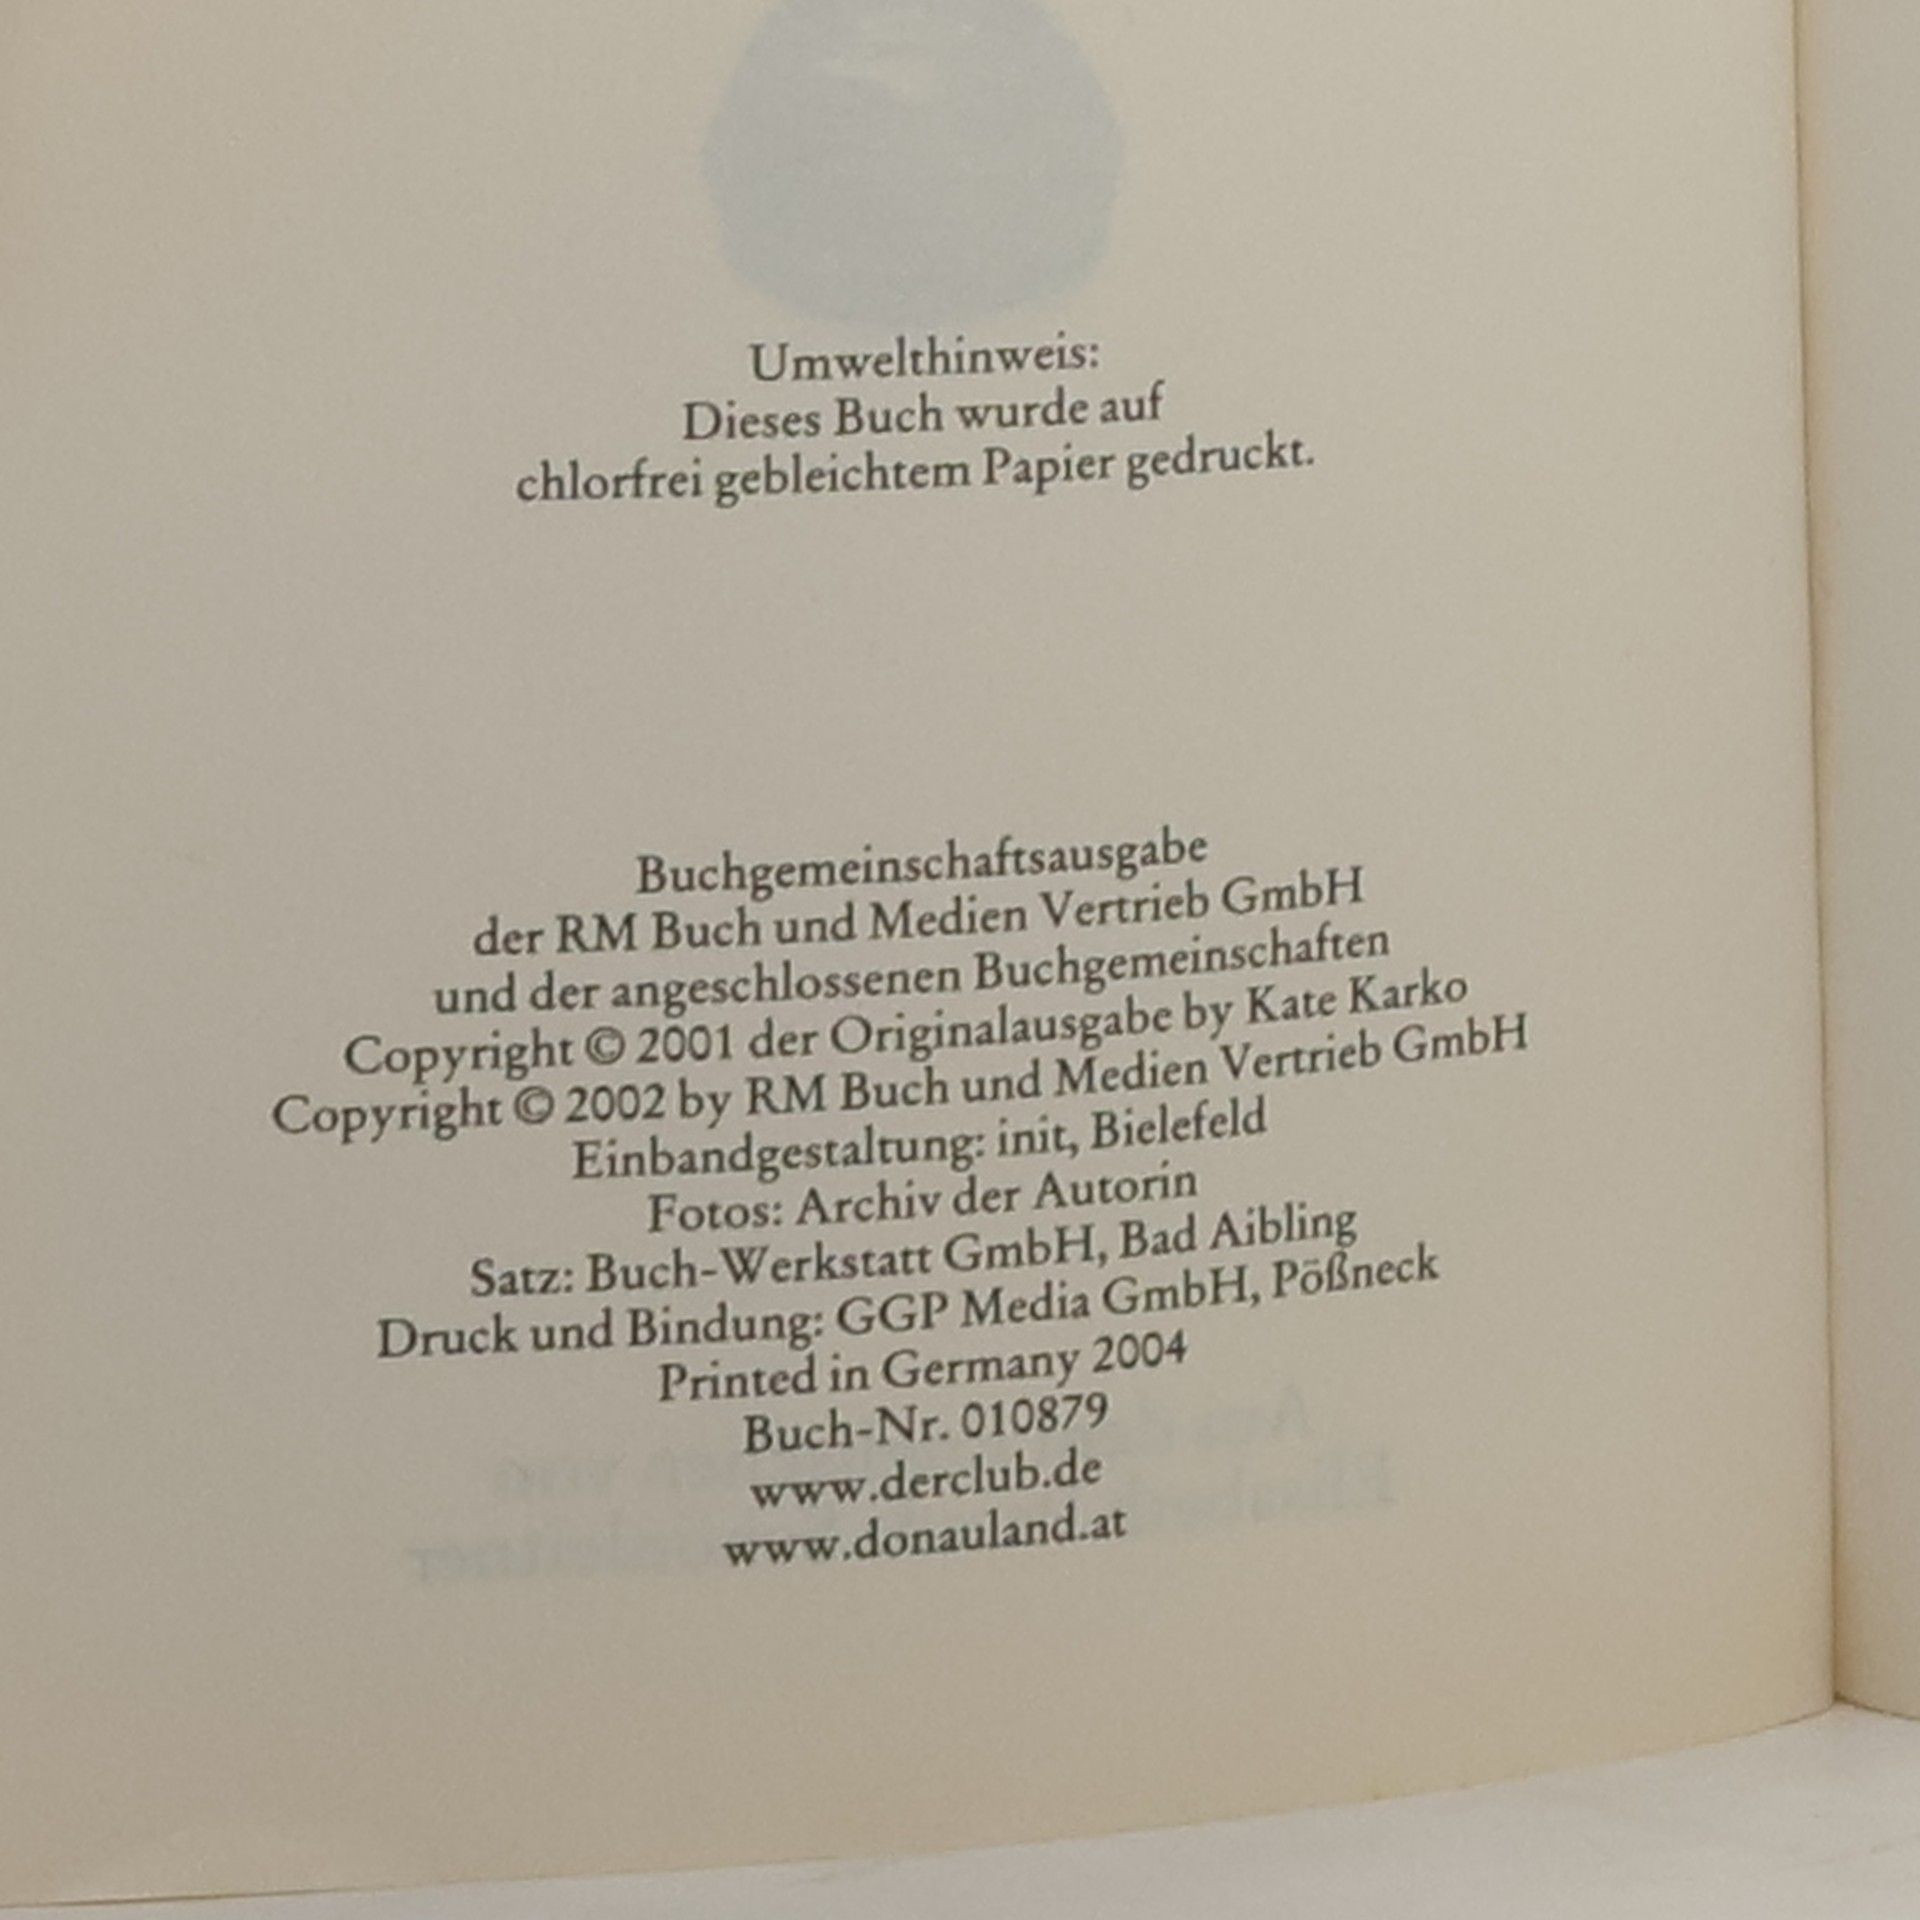 Umwelthinweis:
Dieses Buch wurde auf
chlorfrei gebleichtem Papier gedruckt.
Buchgemeinschaftsausgabe
der RM Buch und Medien Vertrieb GmbH
und der angeschlossenen Buchgemeinschaften
Copyright © 2001 der Originalausgabe by Kate Karko
Copyright © 2002 by RM Buch und Medien Vertrieb GmbH
Einbandgestaltung: init, Bielefeld
Fotos: Archiv der Autorin
Satz: Buch-Werkstatt GmbH, Bad Aibling
Druck und Bindung: GGP Media GmbH, Pößneck
Printed in Germany 2004
Buch-Nr. 010879
www.derclub.de
www.donauland.at